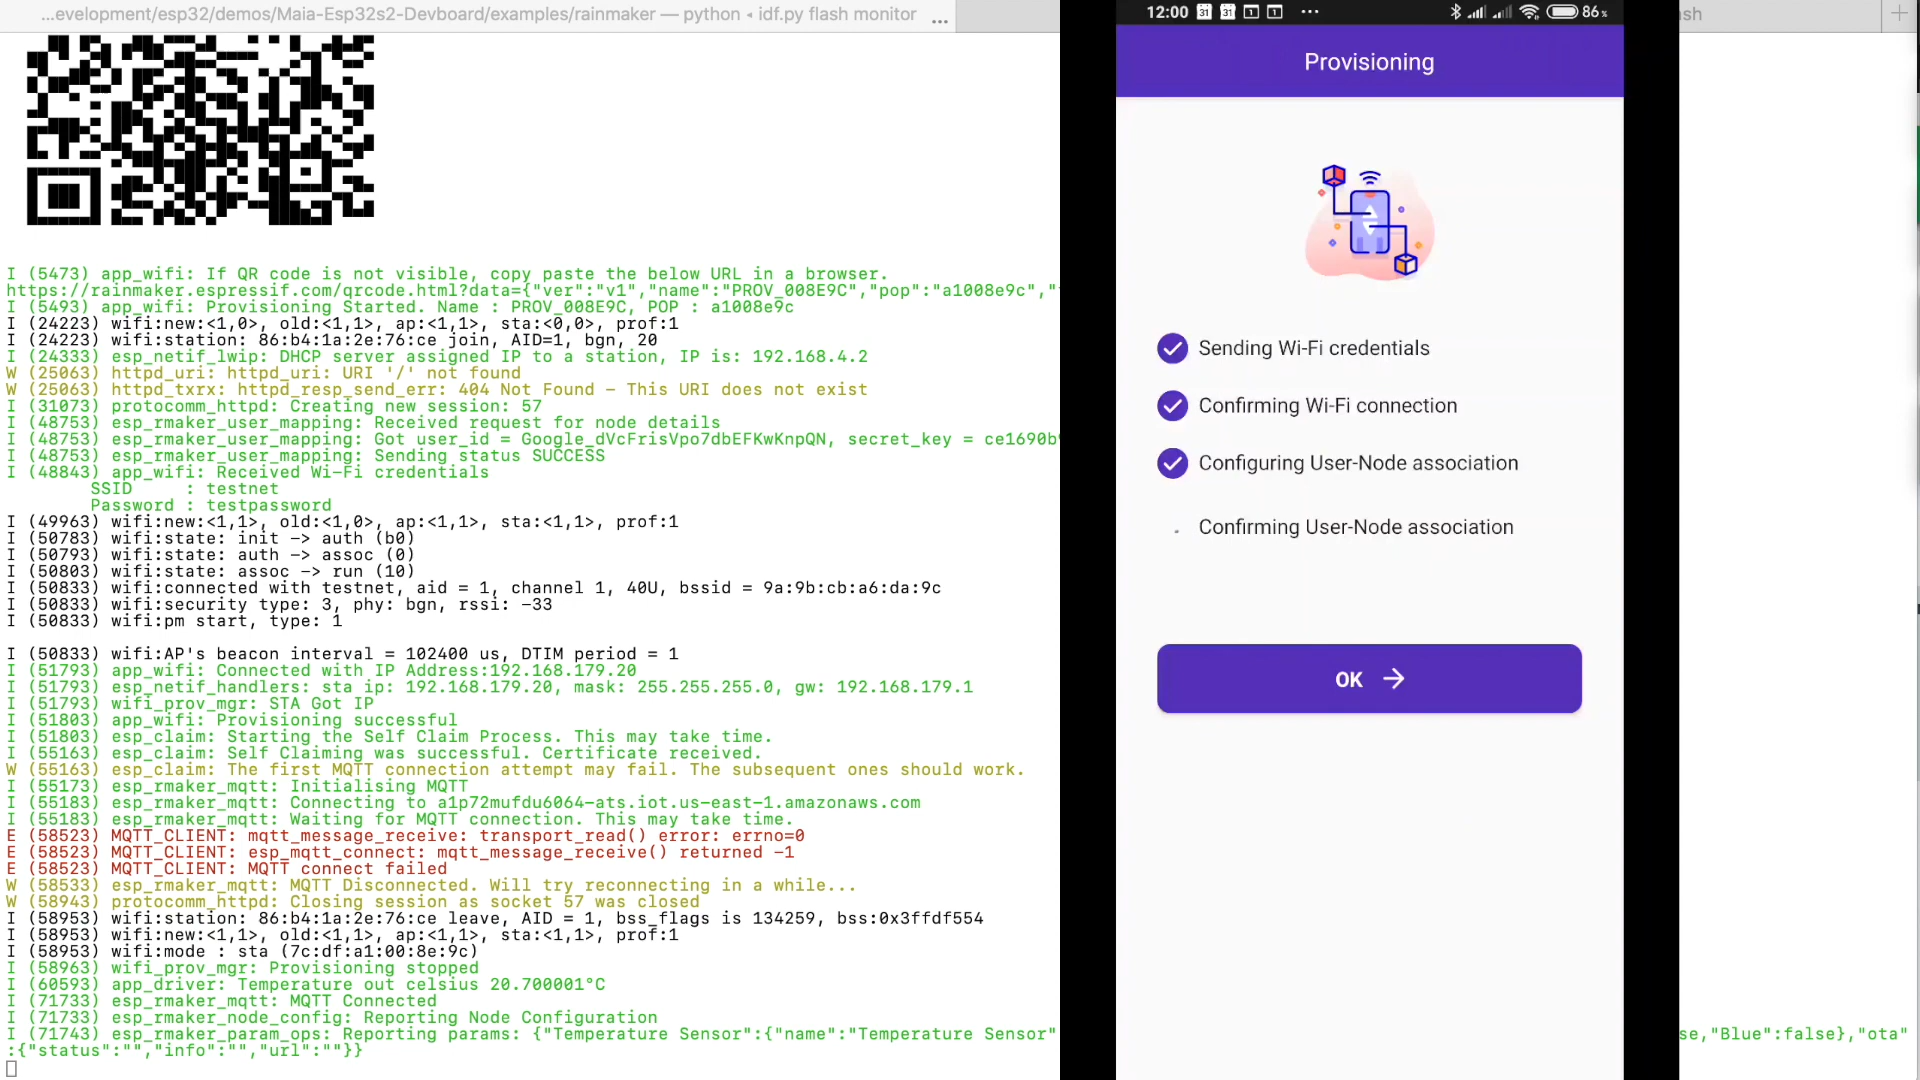 ...evelopment/esp32/demos/Maia-Esp32s2-Devboard/examples/rainmaker — python ◂ idf.py flash monitor ...
I (5473) app_wifi: If QR code is not visible, copy paste the below URL in a browser.
https://rainmaker.espressif.com/qrcode.html?data={"ver":"v1","name":"PROV_008E9C","pop":"a1008e9c","
I (5493) app_wifi: Provisioning Started. Name : PROV_008E9C, POP : a1008e9c
I (24223) wifi:new:<1,0>, old:<1,1>, ap:<1,1>, sta:<0,0>, prof:1
I (24223) wifi:station: 86:b4:1a:2e:76:ce join, AID=1, bgn, 20
I (24333) esp_netif_lwip: DHCP server assigned IP to a station, IP is: 192.168.4.2
W (25063) httpd_uri: httpd_uri: URI '/' not found
W (25063) httpd_txrx: httpd_resp_send_err: 404 Not Found - This URI does not exist
I (31073) protocomm_httpd: Creating new session: 57
I (48753) esp_rmaker_user_mapping: Received request for node details
I (48753) esp_rmaker_user_mapping: Got user_id = Google_dVcFrisVpo7dbEFKwKnpQN, secret_key = ce1690b
I (48753) esp_rmaker_user_mapping: Sending status SUCCESS
I (48843) app_wifi: Received Wi-Fi credentials
SSID : testnet
Password : testpassword
I (49963) wifi:new:<1,1>, old:<1,0>, ap:<1,1>, sta:<1,1>, prof:1
I (50783) wifi:state: init -> auth (b0)
I (50793) wifi:state: auth -> assoc (0)
I (50803) wifi:state: assoc -> run (10)
I (50833) wifi:connected with testnet, aid = 1, channel 1, 40U, bssid = 9a:9b:cb:a6:da:9c
I (50833) wifi:security type: 3, phy: bgn, rssi: -33
I (50833) wifi:pm start, type: 1
I (50833) wifi:AP's beacon interval = 102400 us, DTIM period = 1
I (51793) app_wifi: Connected with IP Address:192.168.179.20
I (51793) esp_netif_handlers: sta ip: 192.168.179.20, mask: 255.255.255.0, gw: 192.168.179.1
I (51793) wifi_prov_mgr: STA Got IP
I (51803) app_wifi: Provisioning successful
I (51803) esp_claim: Starting the Self Claim Process. This may take time.
I (55163) esp_claim: Self Claiming was successful. Certificate received.
W (55163) esp_claim: The first MQTT connection attempt may fail. The subsequent ones should work.
I (55173) esp_rmaker_mqtt: Initialising MQTT
I (55183) esp_rmaker_mqtt: Connecting to a1p72mufdu6064-ats.iot.us-east-1.amazonaws.com
I (55183) esp_rmaker_mqtt: Waiting for MQTT connection. This may take time.
E (58523) MQTT_CLIENT: mqtt_message_receive: transport_read() error: errno=0
E (58523) MQTT_CLIENT: esp_mqtt_connect: mqtt_message_receive() returned -1
E (58523) MQTT_CLIENT: MQTT connect failed
W (58533) esp_rmaker_mqtt: MQTT Disconnected. Will try reconnecting in a while...
W (58943) protocomm_httpd: Closing session as socket 57 was closed
I (58953) wifi:station: 86:b4:1a:2e:76:ce leave, AID = 1, bss_flags is 134259, bss:0x3ffdf554
I (58953) wifi:new:<1,1>, old:<1,1>, ap:<1,1>, sta:<1,1>, prof:1
I (58953) wifi:mode : sta (7c:df:a1:00:8e:9c)
I (58963) wifi_prov_mgr: Provisioning stopped
I (60593) app_driver: Temperature out celsius 20.700001°C
I (71733) esp_rmaker_mqtt: MQTT Connected
I (71733) esp_rmaker_node_config: Reporting Node Configuration
I (71743) esp_rmaker_param_ops: Reporting params: {"Temperature Sensor":{"name":"Temperature Sensor"
se,"Blue":false},"ota"
:{"status":"","info":"","url":""}}
12:00 31 31 1 1 ... 86%
Provisioning
Sending Wi-Fi credentials
Confirming Wi-Fi connection
Configuring User-Node association
Confirming User-Node association
OK →
sh